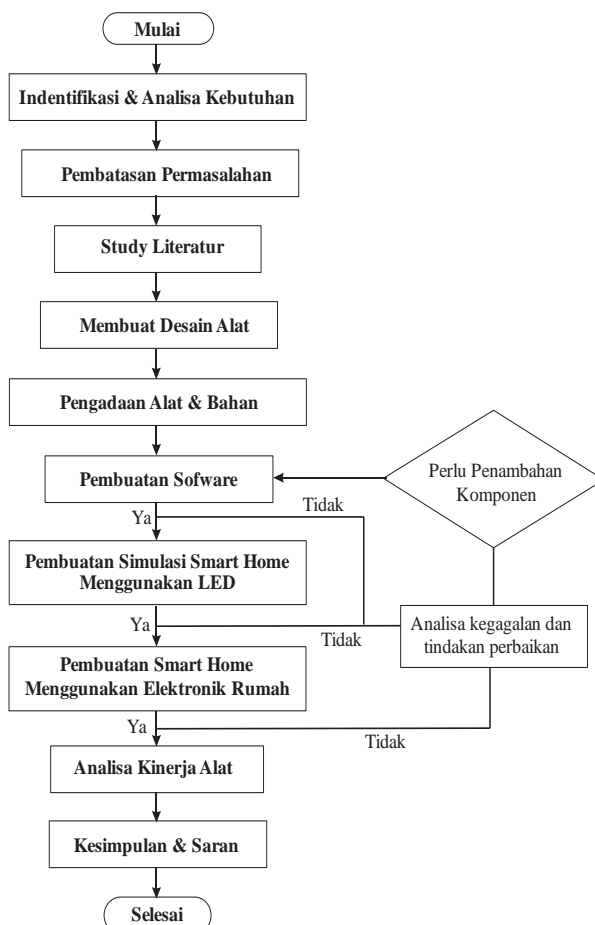 Mulai
Indentifikasi & Analisa Kebutuhan
Pembatasan Permasalahan
Study Literatur
Membuat Desain Alat
Pengadaan Alat & Bahan
Perlu Penambahan
Komponen
Pembuatan Sofware
Ya
Tidak
Pembuatan Simulasi Smart Home
Menggunakan LED
Ya
Tidak
Analisa kegagalan dan
tindakan perbaikan
Pembuatan Smart Home
Menggunakan Elektronik Rumah
Ya
Tidak
Analisa Kinerja Alat
Kesimpulan & Saran
Selesai